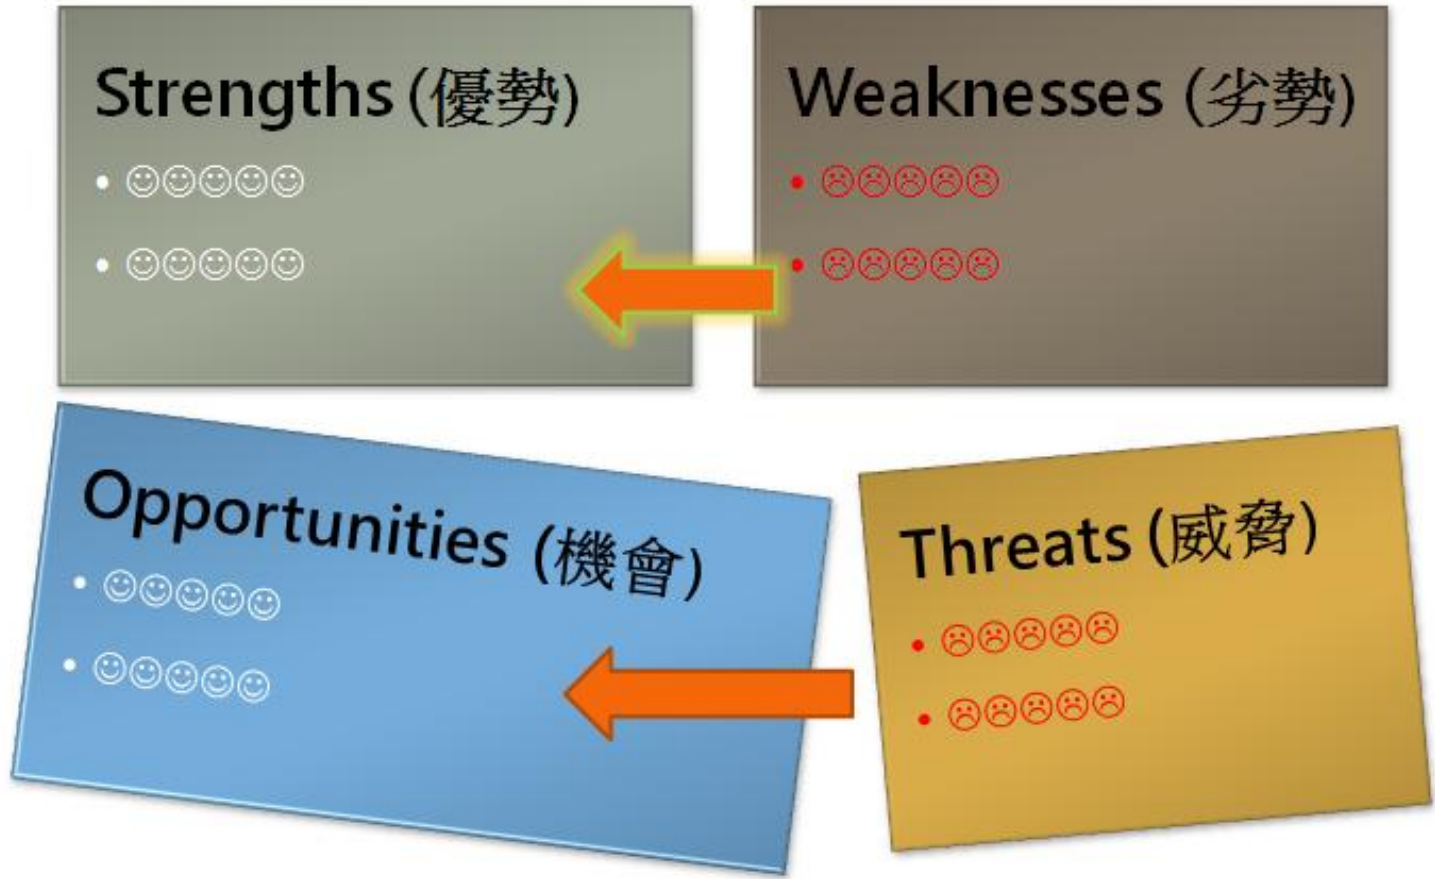 Strengths (優勢)
• ☺☺☺☺☺
• ☺☺☺☺☺
Weaknesses (劣勢)
• ☹☹☹☹☹
• ☹☹☹☹☹
Opportunities (機會)
• ☺☺☺☺☺
• ☺☺☺☺☺
Threats (威脅)
• ☹☹☹☹☹
• ☹☹☹☹☹